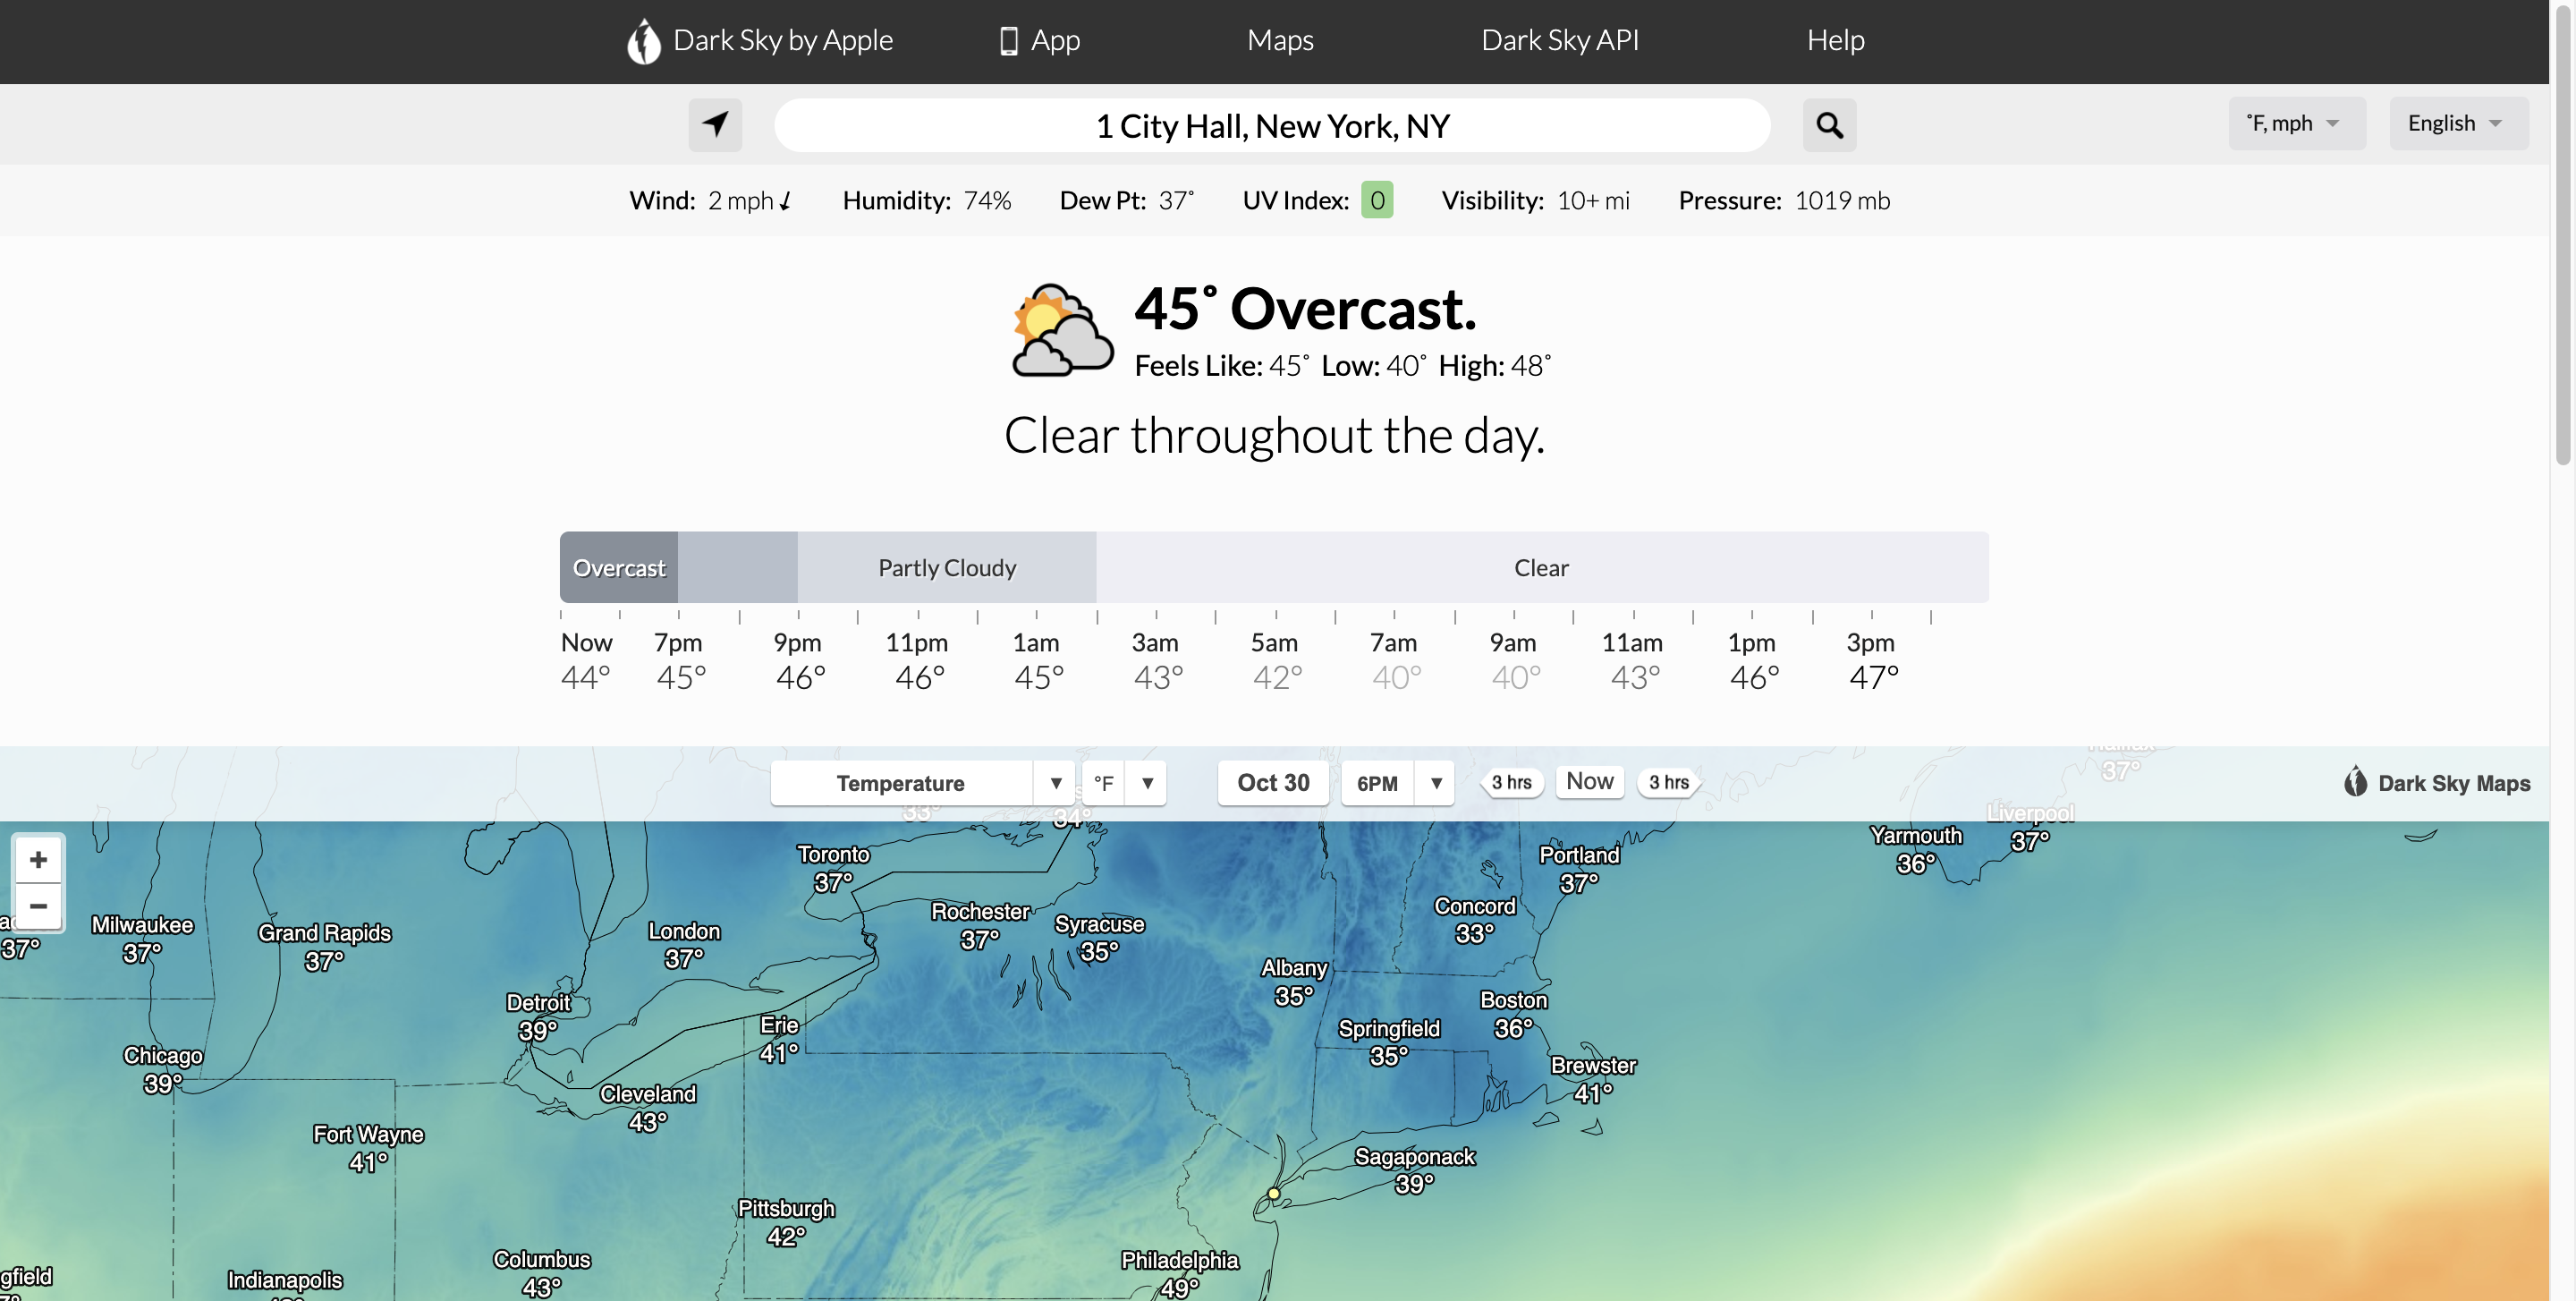 Dark Sky by Apple App Maps Dark Sky API Help
1 City Hall, New York, NY
˚F, mph English
Wind: 2 mph Humidity: 74% Dew Pt: 37˚ UV Index: 0 Visibility: 10+ mi Pressure: 1019 mb
45˚ Overcast.
Feels Like: 45˚ Low: 40˚ High: 48˚
Clear throughout the day.
Overcast Partly Cloudy Clear
Now 7pm 9pm 11pm 1am 3am 5am 7am 9am 11am 1pm 3pm
44° 45° 46° 46° 45° 43° 42° 40° 40° 43° 46° 47°
Halifax
37°
Temperature ▼ °F ▼ Oct 30 6PM ▼ 3 hrs Now 3 hrs
Dark Sky Maps
33°
34°
Liverpool
37°
+
−
Toronto
37°
Portland
37°
Yarmouth
36°
Milwaukee
37°
37°
Grand Rapids
37°
London
37°
Rochester
37°
Syracuse
35°
Concord
33°
Albany
35°
Detroit
39°
Boston
36°
Erie
41°
Springfield
35°
Chicago
39°
Brewster
41°
Cleveland
43°
Fort Wayne
41°
Sagaponack
39°
Pittsburgh
42°
Columbus
43°
Philadelphia
49°
gfield
Indianapolis